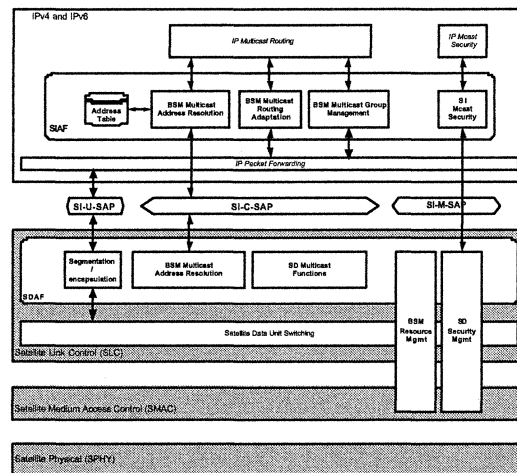 IPv4 and IPv6
IP Multicast Routing
IP Mcast
Security
Address
Table
BSM Multicast
Address Resolution
BSM Multicast
Routing
Adaptation
BSM Multicast Group
Management
SI
Mcast
Security
SIAF
IP Packet Forwarding
SI-U-SAP
SI-C-SAP
SI-M-SAP
Segmentation
/
encapsulation
BSM Multicast
Address Resolution
SD Multicast
Functions
SDAF
BSM
Resource
Mgmt
SD
Security
Mgmt
Satellite Data Unit Switching
Satellite Link Control (SLC)
Satellite Medium Access Control (SMAC)
Satellite Physical (SPHY)